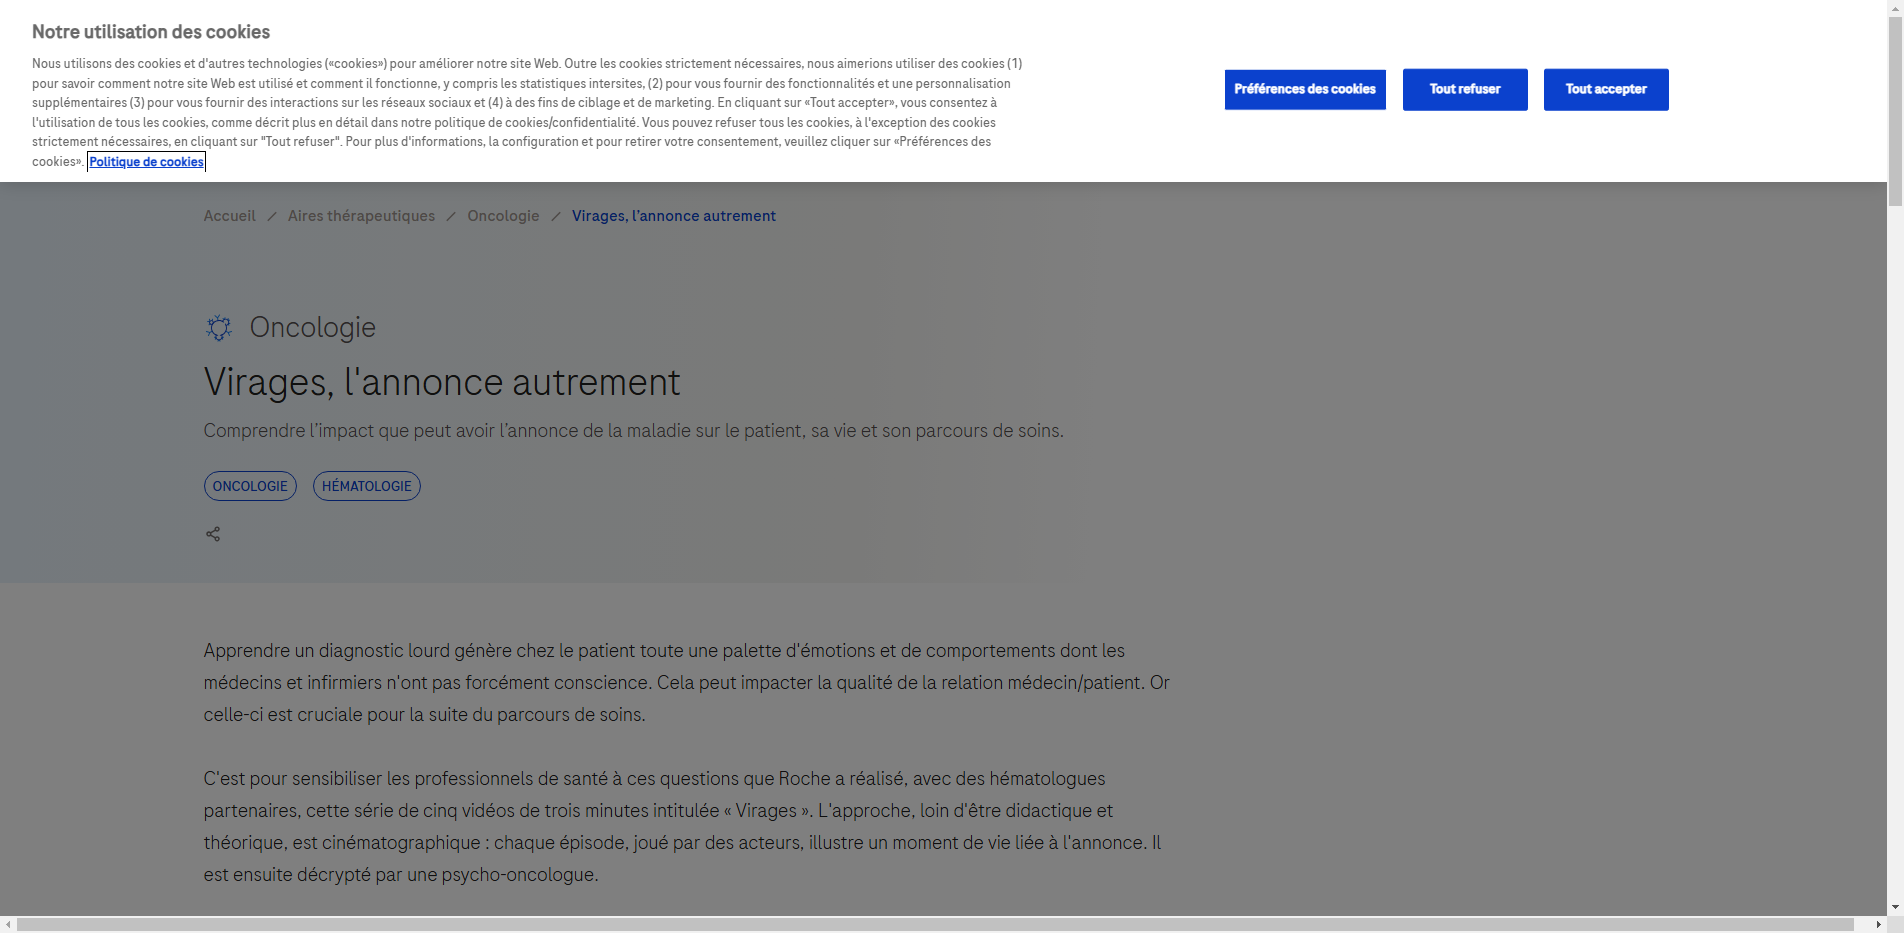 Notre utilisation des cookies
Nous utilisons des cookies et d'autres technologies («cookies») pour améliorer notre site Web. Outre les cookies strictement nécessaires, nous aimerions utiliser des cookies (1)
pour savoir comment notre site Web est utilisé et comment il fonctionne, y compris les statistiques intersites, (2) pour vous fournir des fonctionnalités et une personnalisation
supplémentaires (3) pour vous fournir des interactions sur les réseaux sociaux et (4) à des fins de ciblage et de marketing. En cliquant sur «Tout accepter», vous consentez à
l'utilisation de tous les cookies, comme décrit plus en détail dans notre politique de cookies/confidentialité. Vous pouvez refuser tous les cookies, à l'exception des cookies
strictement nécessaires, en cliquant sur "Tout refuser". Pour plus d'informations, la configuration et pour retirer votre consentement, veuillez cliquer sur «Préférences des
cookies». Politique de cookies
Préférences des cookies
Tout refuser
Tout accepter
Accueil / Aires thérapeutiques / Oncologie / Virages, l’annonce autrement
Oncologie
Virages, l'annonce autrement
Comprendre l’impact que peut avoir l’annonce de la maladie sur le patient, sa vie et son parcours de soins.
ONCOLOGIE
HÉMATOLOGIE
Apprendre un diagnostic lourd génère chez le patient toute une palette d'émotions et de comportements dont les
médecins et infirmiers n'ont pas forcément conscience. Cela peut impacter la qualité de la relation médecin/patient. Or
celle-ci est cruciale pour la suite du parcours de soins.
C'est pour sensibiliser les professionnels de santé à ces questions que Roche a réalisé, avec des hématologues
partenaires, cette série de cinq vidéos de trois minutes intitulée « Virages ». L'approche, loin d'être didactique et
théorique, est cinématographique : chaque épisode, joué par des acteurs, illustre un moment de vie liée à l'annonce. Il
est ensuite décrypté par une psycho-oncologue.